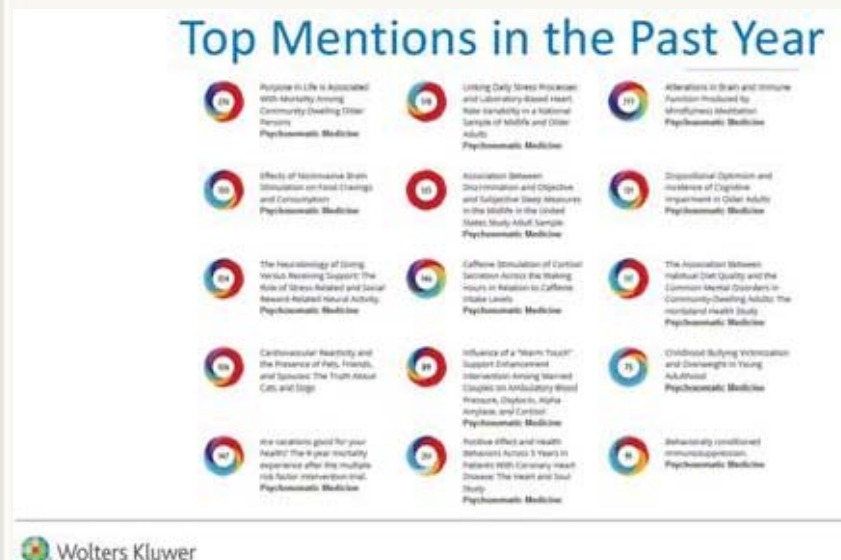 Top Mentions in the Past Year
Purpose in Life is Associated
With Mortality Among
Community-Dwelling Older
Persons
Psychosomatic Medicine
Linking Daily Stress Processes
and Laboratory-Based Heart
Rate Variability in a National
Sample of Midlife and Older
Adults
Psychosomatic Medicine
Alterations in Brain and Immune
Function Produced by
Mindfulness Meditation
Psychosomatic Medicine
Effects of Noninvasive Brain
Stimulation on Food Cravings
and Consumption
Psychosomatic Medicine
Association Between
Discrimination and Objective
and Subjective Sleep Measures
in the Midlife in the United
States Study Adult Sample
Psychosomatic Medicine
Dispositional Optimism and
Incidence of Cognitive
Impairment in Older Adults
Psychosomatic Medicine
The Neurobiology of Giving
Versus Receiving Support: The
Role of Stress-Related and Social
Reward-Related Neural Activity
Psychosomatic Medicine
Caffeine Stimulation of Cortisol
Secretion Across the Waking
Hours in Relation to Caffeine
Intake Levels
Psychosomatic Medicine
The Association Between
Habitual Diet Quality and the
Common Mental Disorders in
Community-Dwelling Adults: The
Hordaland Health Study
Psychosomatic Medicine
Cardiovascular Reactivity and
the Presence of Pets, Friends,
and Spouses: The Truth About
Cats and Dogs
89
Influence of a "Warm Touch"
Support Enhancement
Intervention Among Married
Couples on Ambulatory Blood
Pressure, Oxytocin, Alpha
Amylase, and Cortisol
Psychosomatic Medicine
75
Childhood Bullying Victimization
and Overweight in Young
Adulthood
Psychosomatic Medicine
Are vacations good for your
health? The 9-year mortality
experience after the multiple
risk factor intervention trial.
Psychosomatic Medicine
Positive Affect and Health
Behaviors Across 5 Years in
Patients With Coronary Heart
Disease: The Heart and Soul
Study
Psychosomatic Medicine
Behaviorally conditioned
immunosuppression.
Psychosomatic Medicine
Wolters Kluwer